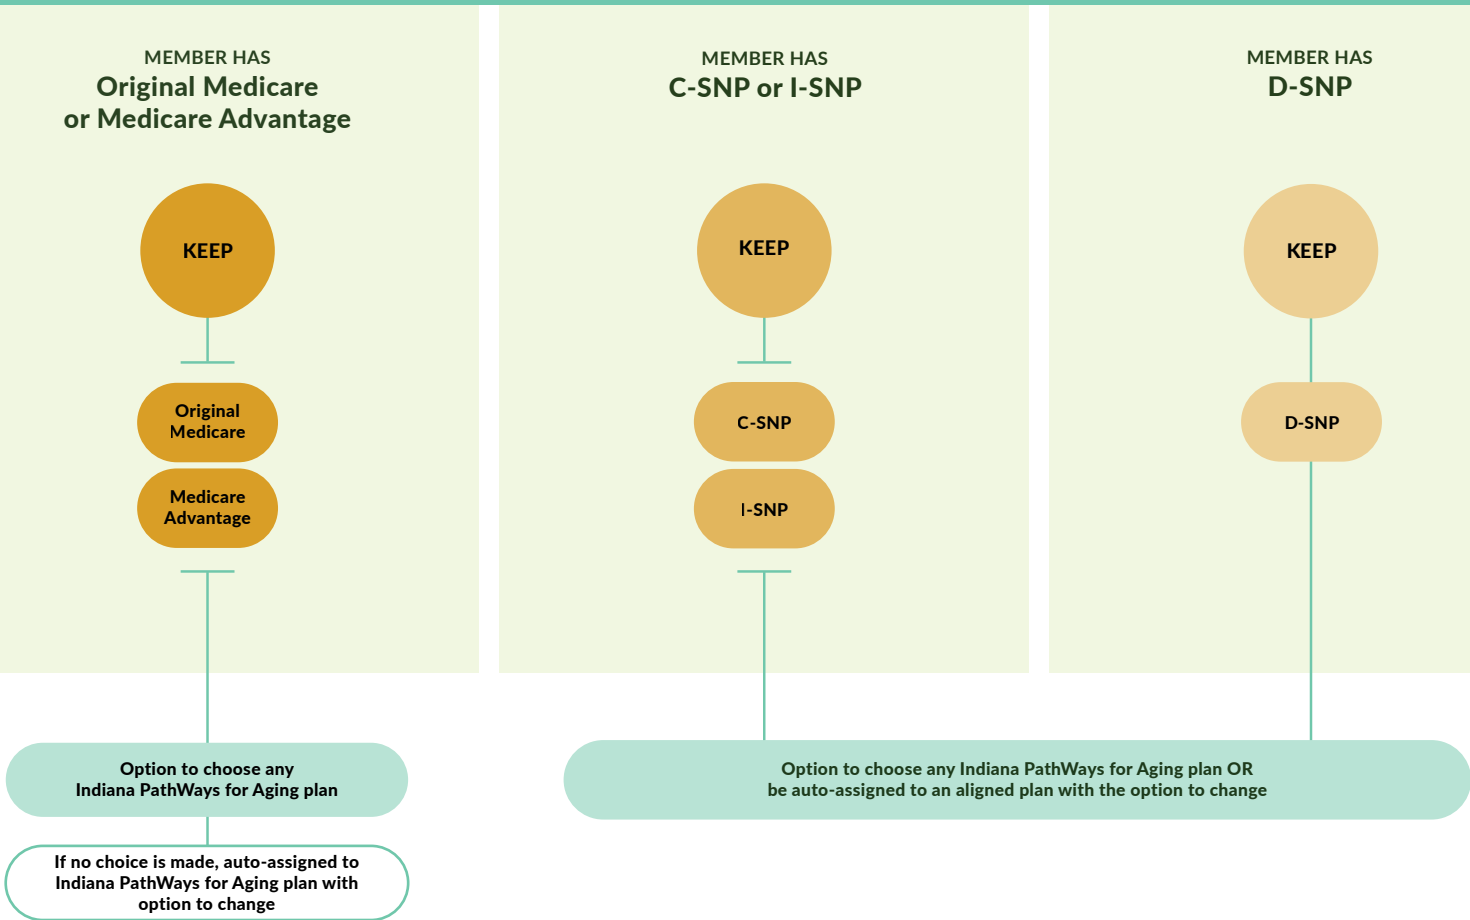 MEMBER HAS
Original Medicare
or Medicare Advantage
KEEP
Original
Medicare
Medicare
Advantage
Option to choose any
Indiana PathWays for Aging plan
If no choice is made, auto-assigned to
Indiana PathWays for Aging plan with
option to change
MEMBER HAS
C-SNP or I-SNP
KEEP
C-SNP
I-SNP
MEMBER HAS
D-SNP
KEEP
D-SNP
Option to choose any Indiana PathWays for Aging plan OR
be auto-assigned to an aligned plan with the option to change